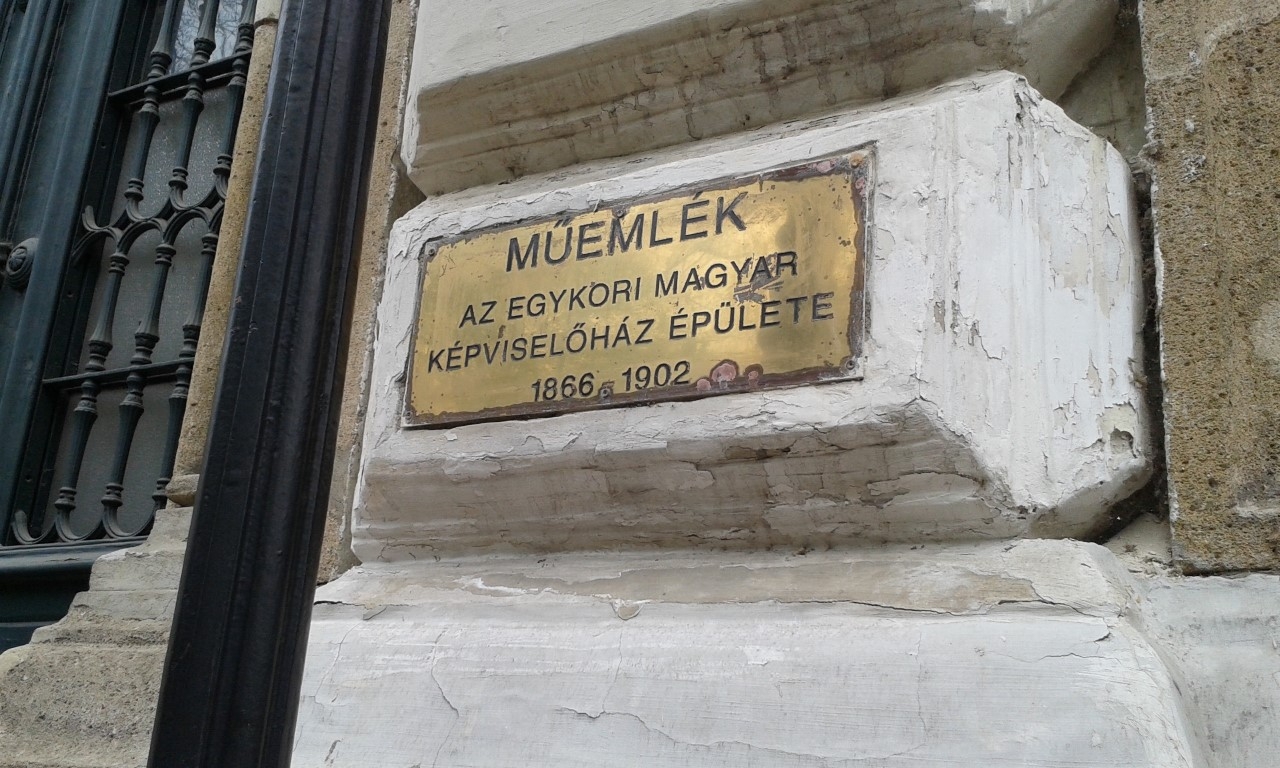 MŰEMLÉK
AZ EGYKORI MAGYAR
KÉPVISELŐHÁZ ÉPÜLETE
1866-1902